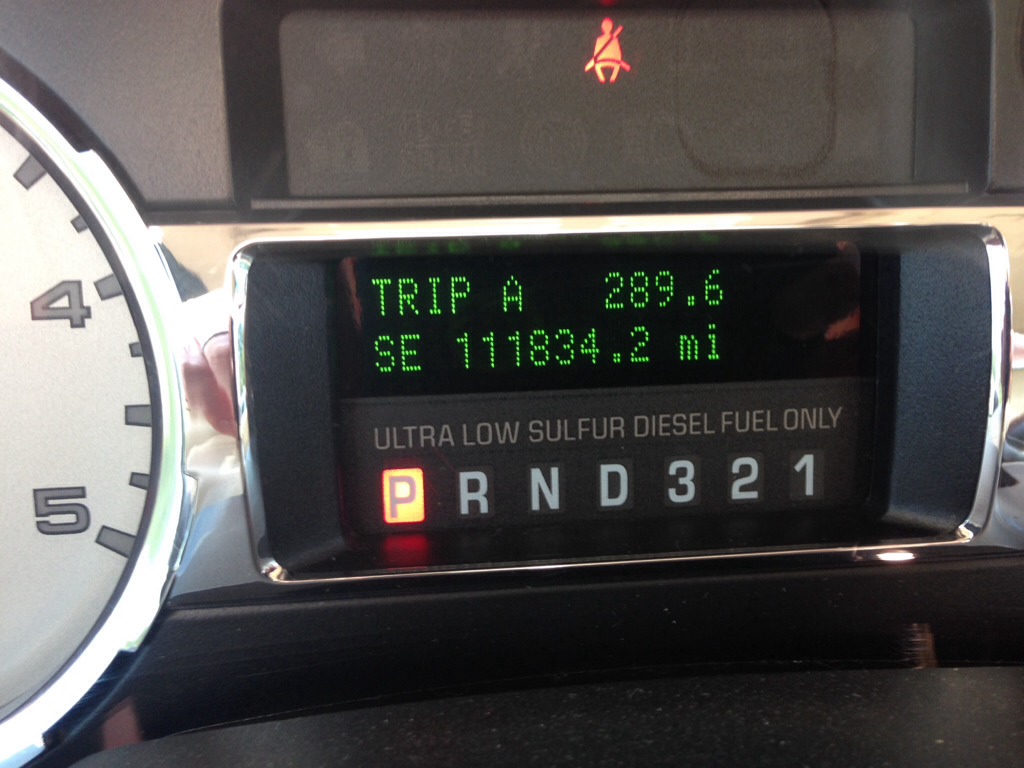 TRIP A 289.6
SE 111834.2 mi
ULTRA LOW SULFUR DIESEL FUEL ONLY
P R N D 3 2 1
4
5